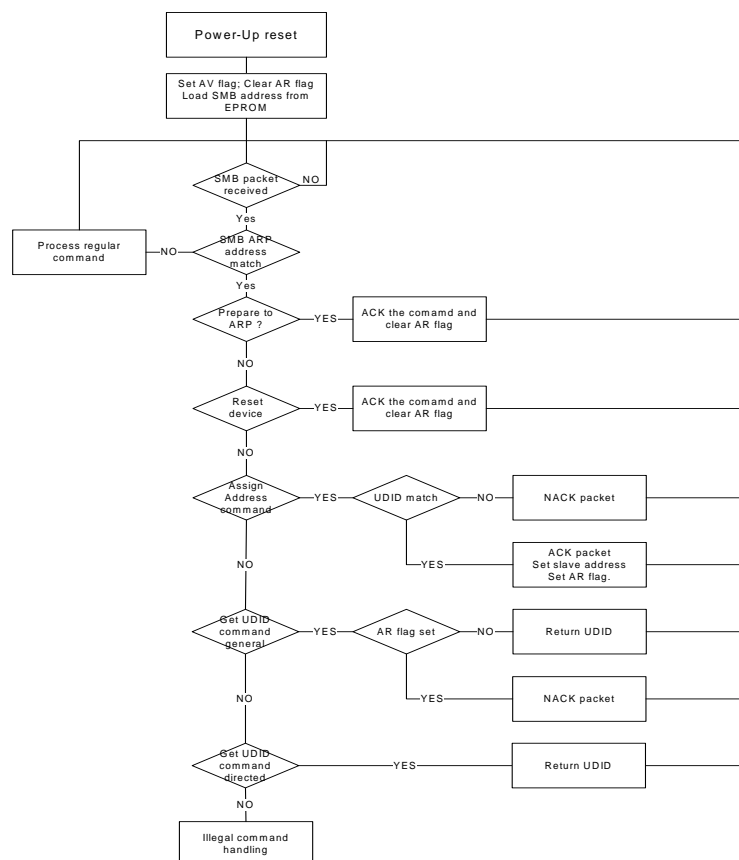 Power-Up reset
Set AV flag; Clear AR flag
Load SMB address from
EPROM
SMB packet
received
NO
Yes
SMB ARP
address
match
NO
Process regular
command
Yes
Prepare to
ARP ?
YES
ACK the comamd and
clear AR flag
NO
Reset
device
YES
ACK the comamd and
clear AR flag
NO
Assign
Address
command
YES
UDID match
NO
NACK packet
YES
ACK packet
Set slave address
Set AR flag.
NO
Get UDID
command
general
YES
AR flag set
NO
Return UDID
YES
NACK packet
NO
Get UDID
command
directed
YES
Return UDID
NO
Illegal command
handling